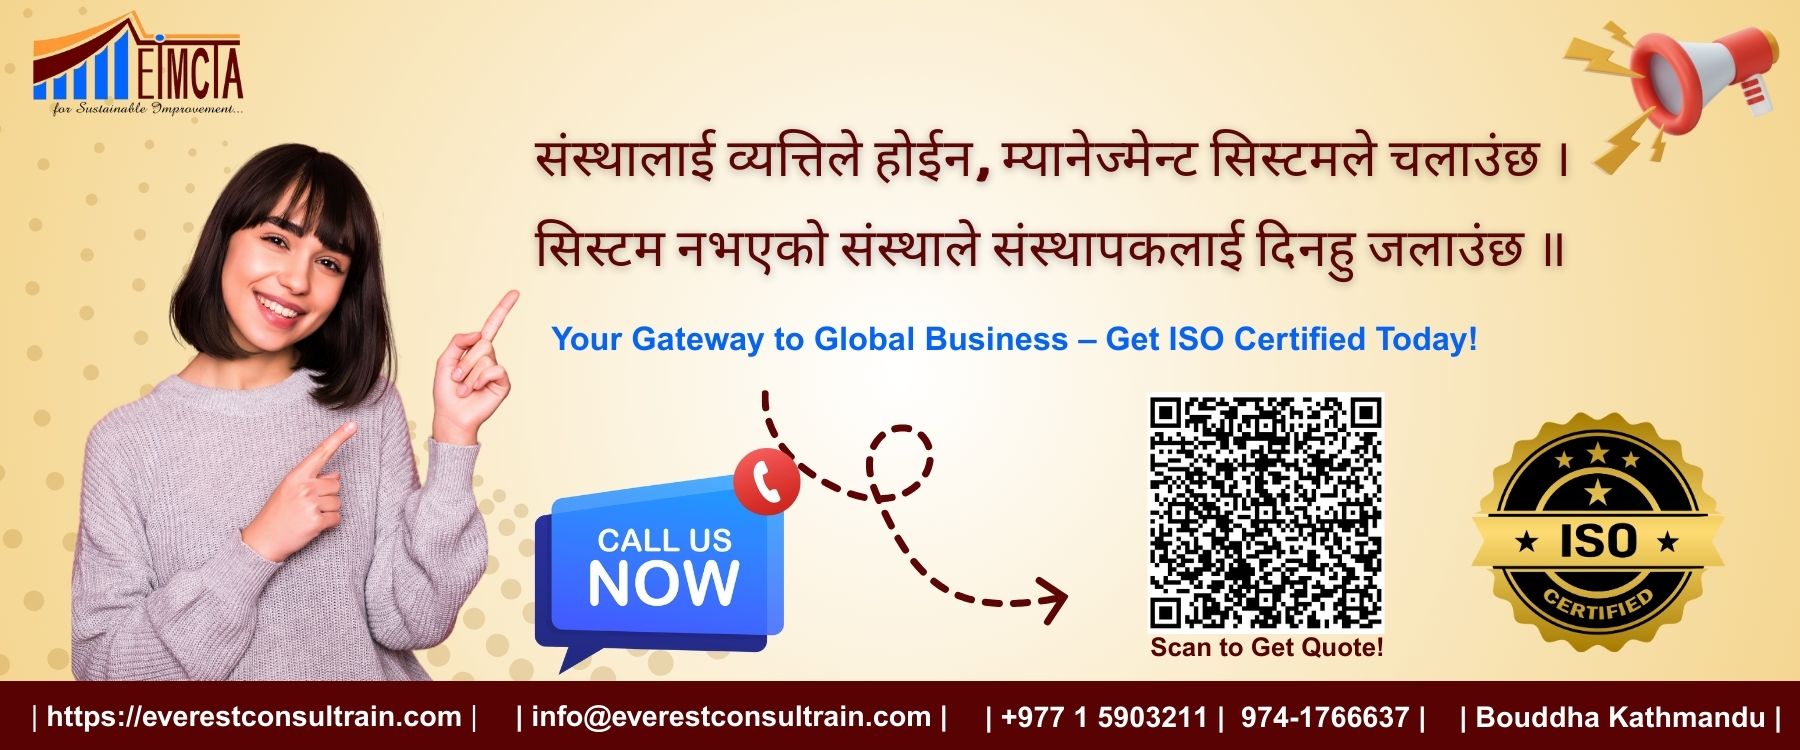 EIMCTA
for Sustainable Improvement...
संस्थालाई व्यत्तिले होईन, म्यानेज्मेन्ट सिस्टमले चलाउंछ ।
सिस्टम नभएको संस्थाले संस्थापकलाई दिनहु जलाउंछ ॥
Your Gateway to Global Business – Get ISO Certified Today!
CALL US
NOW
Scan to Get Quote!
ISO
CERTIFIED
| https://everestconsultrain.com | | info@everestconsultrain.com | | +977 1 5903211 | 974-1766637 | | Bouddha Kathmandu |